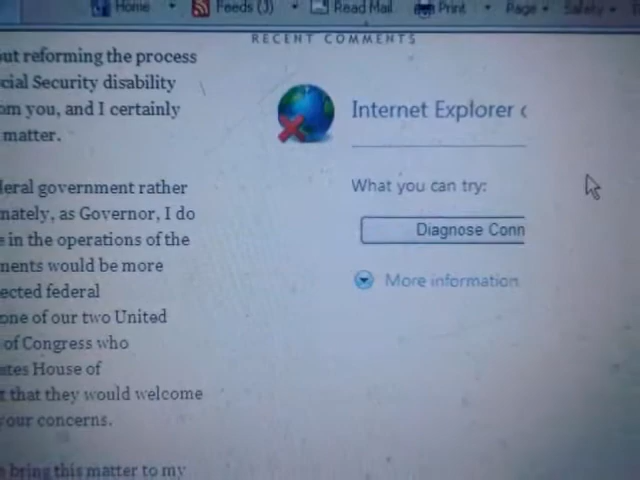 Home Feeds (J) Read Mail Print Page Safety
RECENT COMMENTS
out reforming the process
cial Security disability
om you, and I certainly
matter.
leral government rather
nately, as Governor, I do
e in the operations of the
nents would be more
ected federal
one of our two United
of Congress who
ates House of
t that they would welcome
your concerns.
bring this matter to my
Internet Explorer c
What you can try:
Diagnose Conn
More information